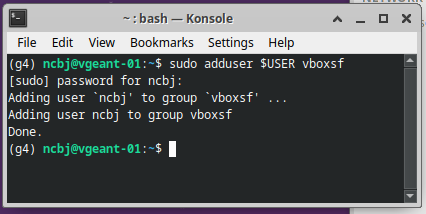 NETWORK
~ : bash — Konsole
File Edit View Bookmarks Settings Help
(g4) ncbj@vgeant-01:~$ sudo adduser $USER vboxsf
[sudo] password for ncbj:
Adding user `ncbj' to group `vboxsf' ...
Adding user ncbj to group vboxsf
Done.
(g4) ncbj@vgeant-01:~$